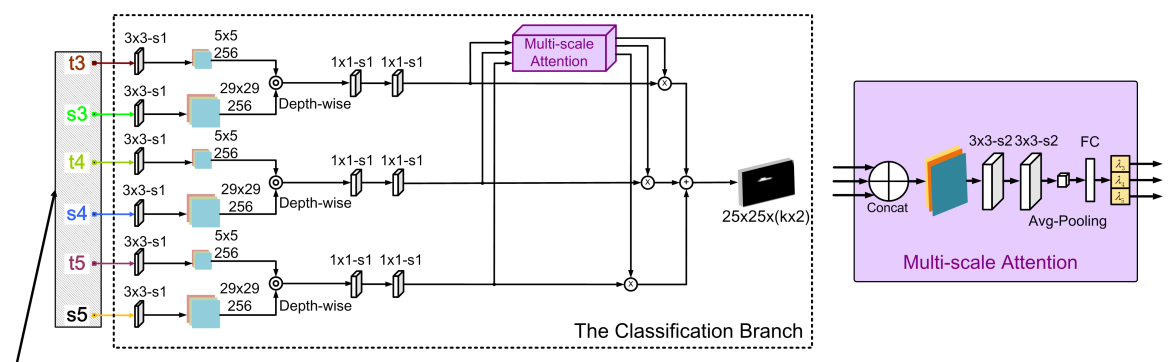 t3
3x3-s1
5x5
256
s3
3x3-s1
29x29
256
Depth-wise
1x1-s1 1x1-s1
t4
3x3-s1
5x5
256
s4
3x3-s1
29x29
256
Depth-wise
1x1-s1 1x1-s1
t5
3x3-s1
5x5
256
s5
3x3-s1
29x29
256
Depth-wise
1x1-s1 1x1-s1
Multi-scale
Attention
x
x
+
x
25x25x(kx2)
The Classification Branch
Concat
3x3-s2 3x3-s2
Avg-Pooling
FC
λ3
λ4
λ5
Multi-scale Attention